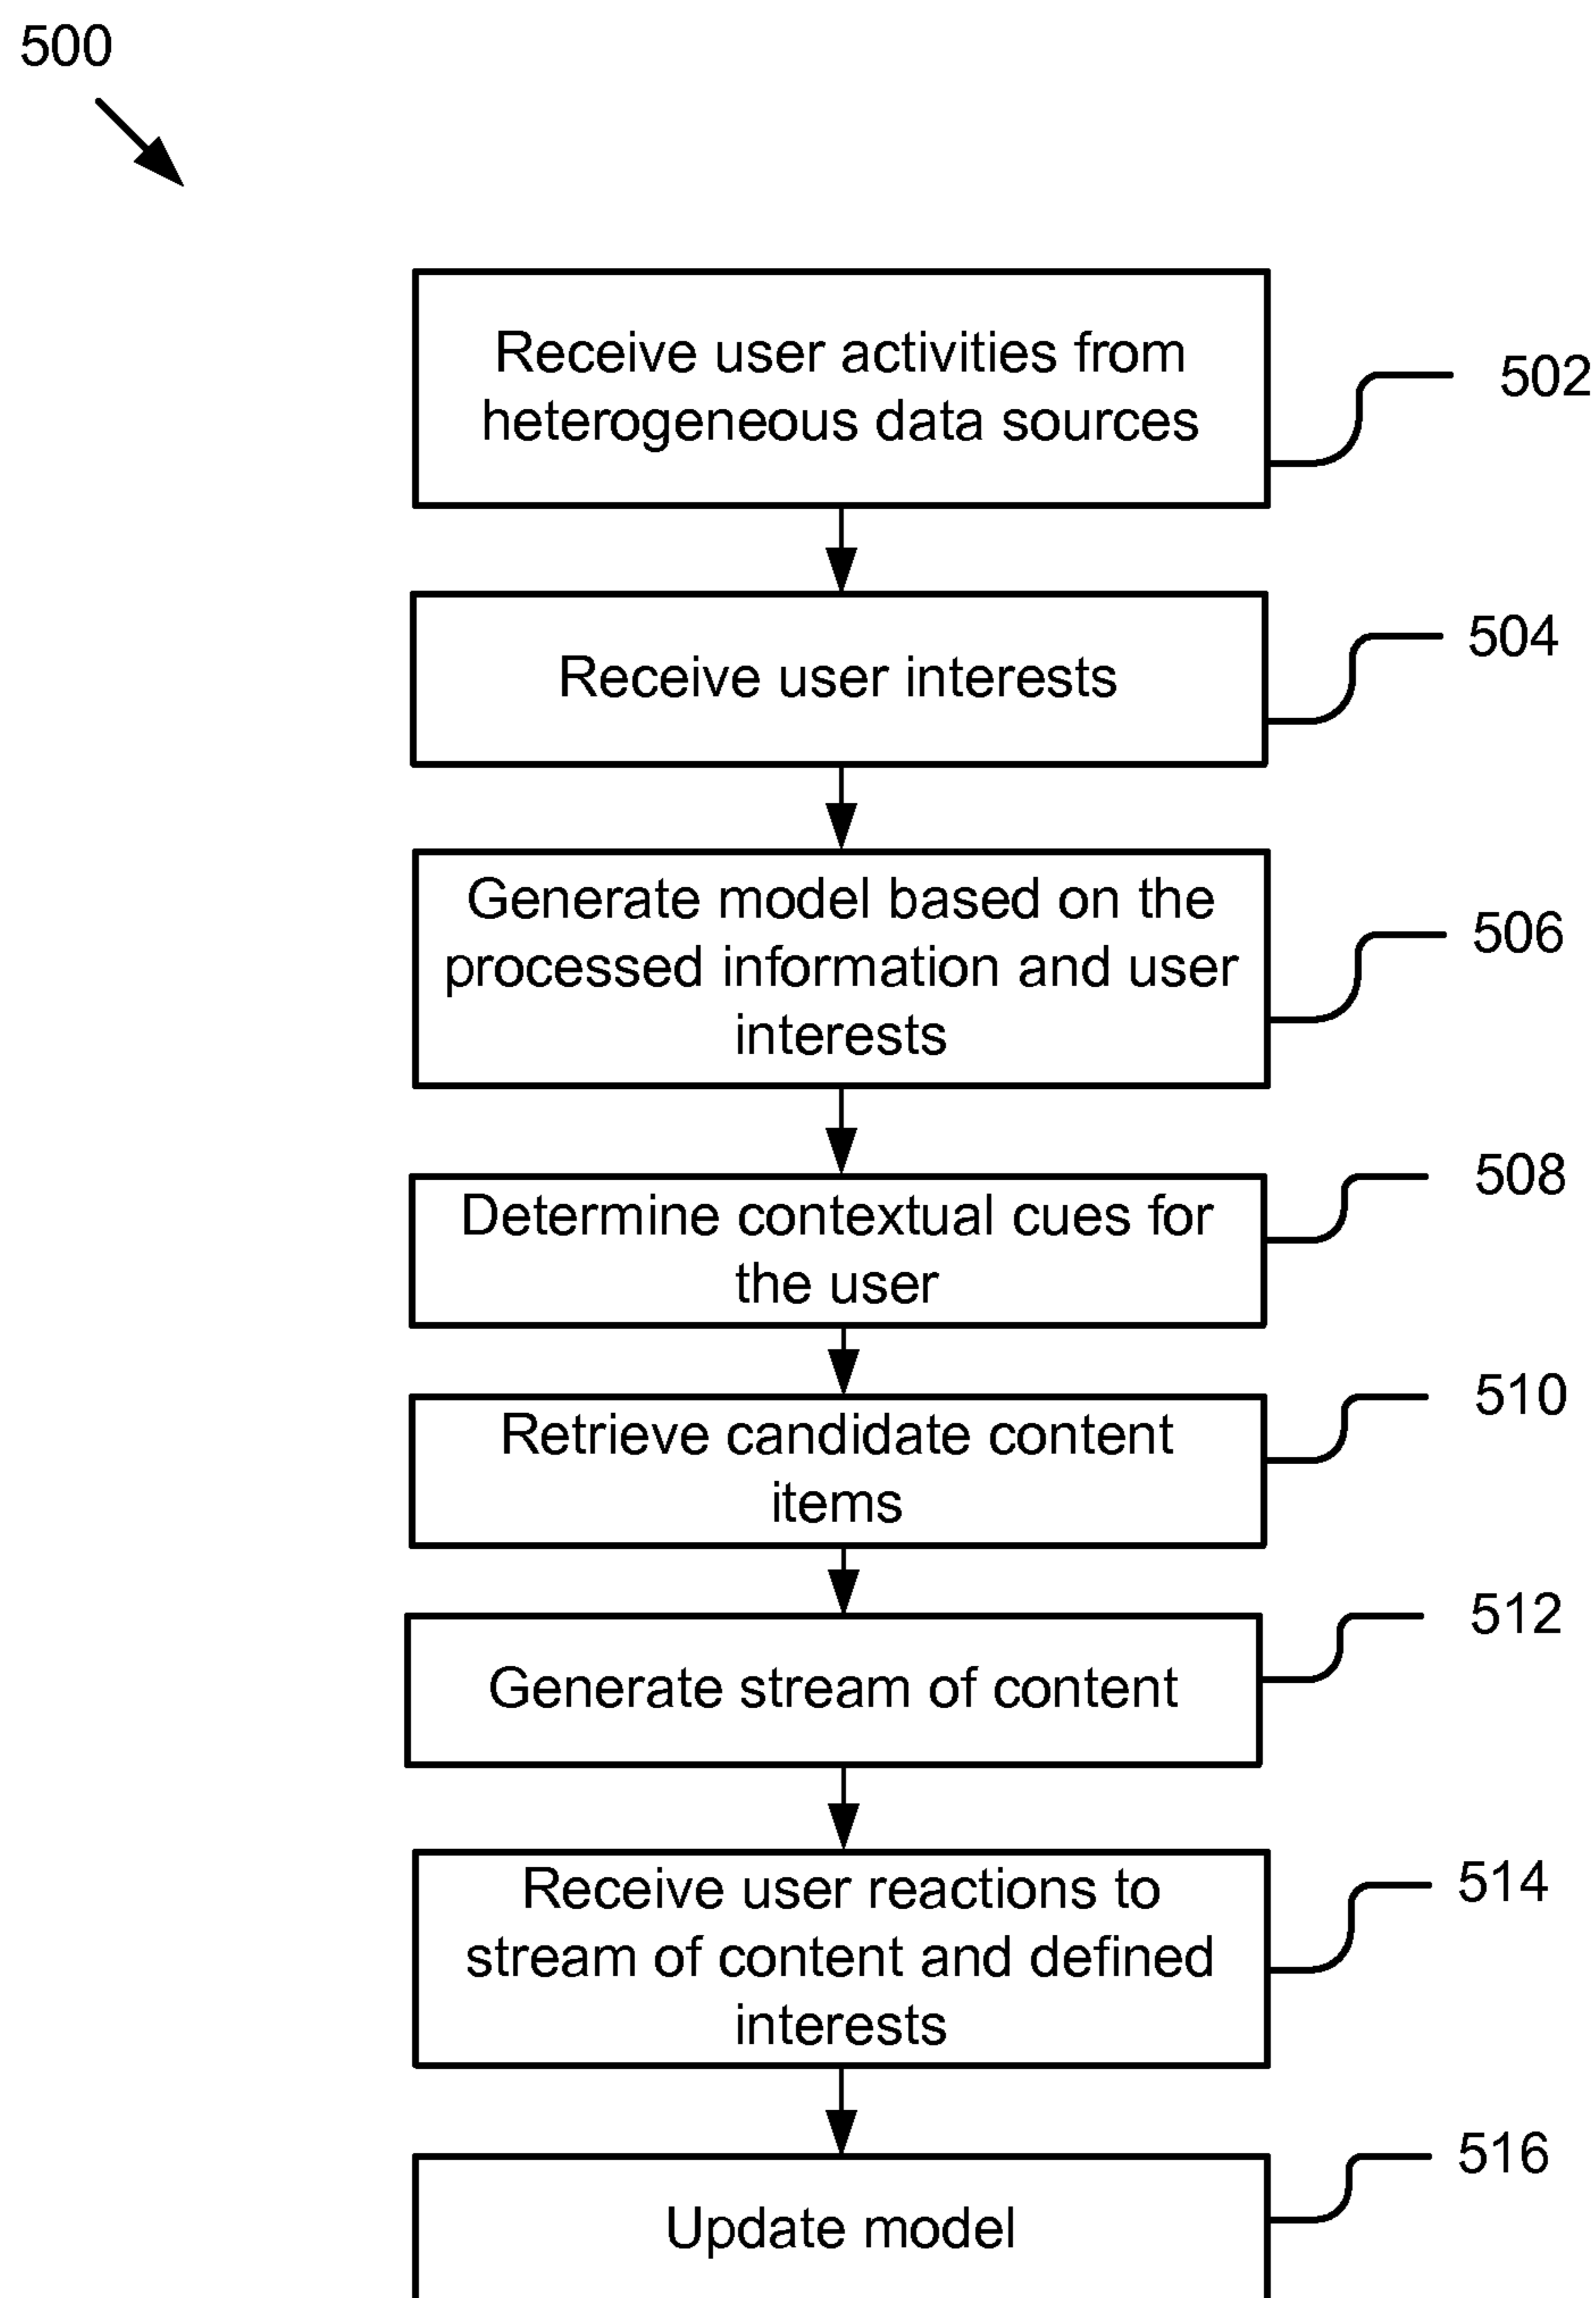 500
Receive user activities from
heterogeneous data sources
502
Receive user interests
504
Generate model based on the
processed information and user
interests
506
Determine contextual cues for
the user
508
Retrieve candidate content
items
510
Generate stream of content
512
Receive user reactions to
stream of content and defined
interests
514
Update model
516